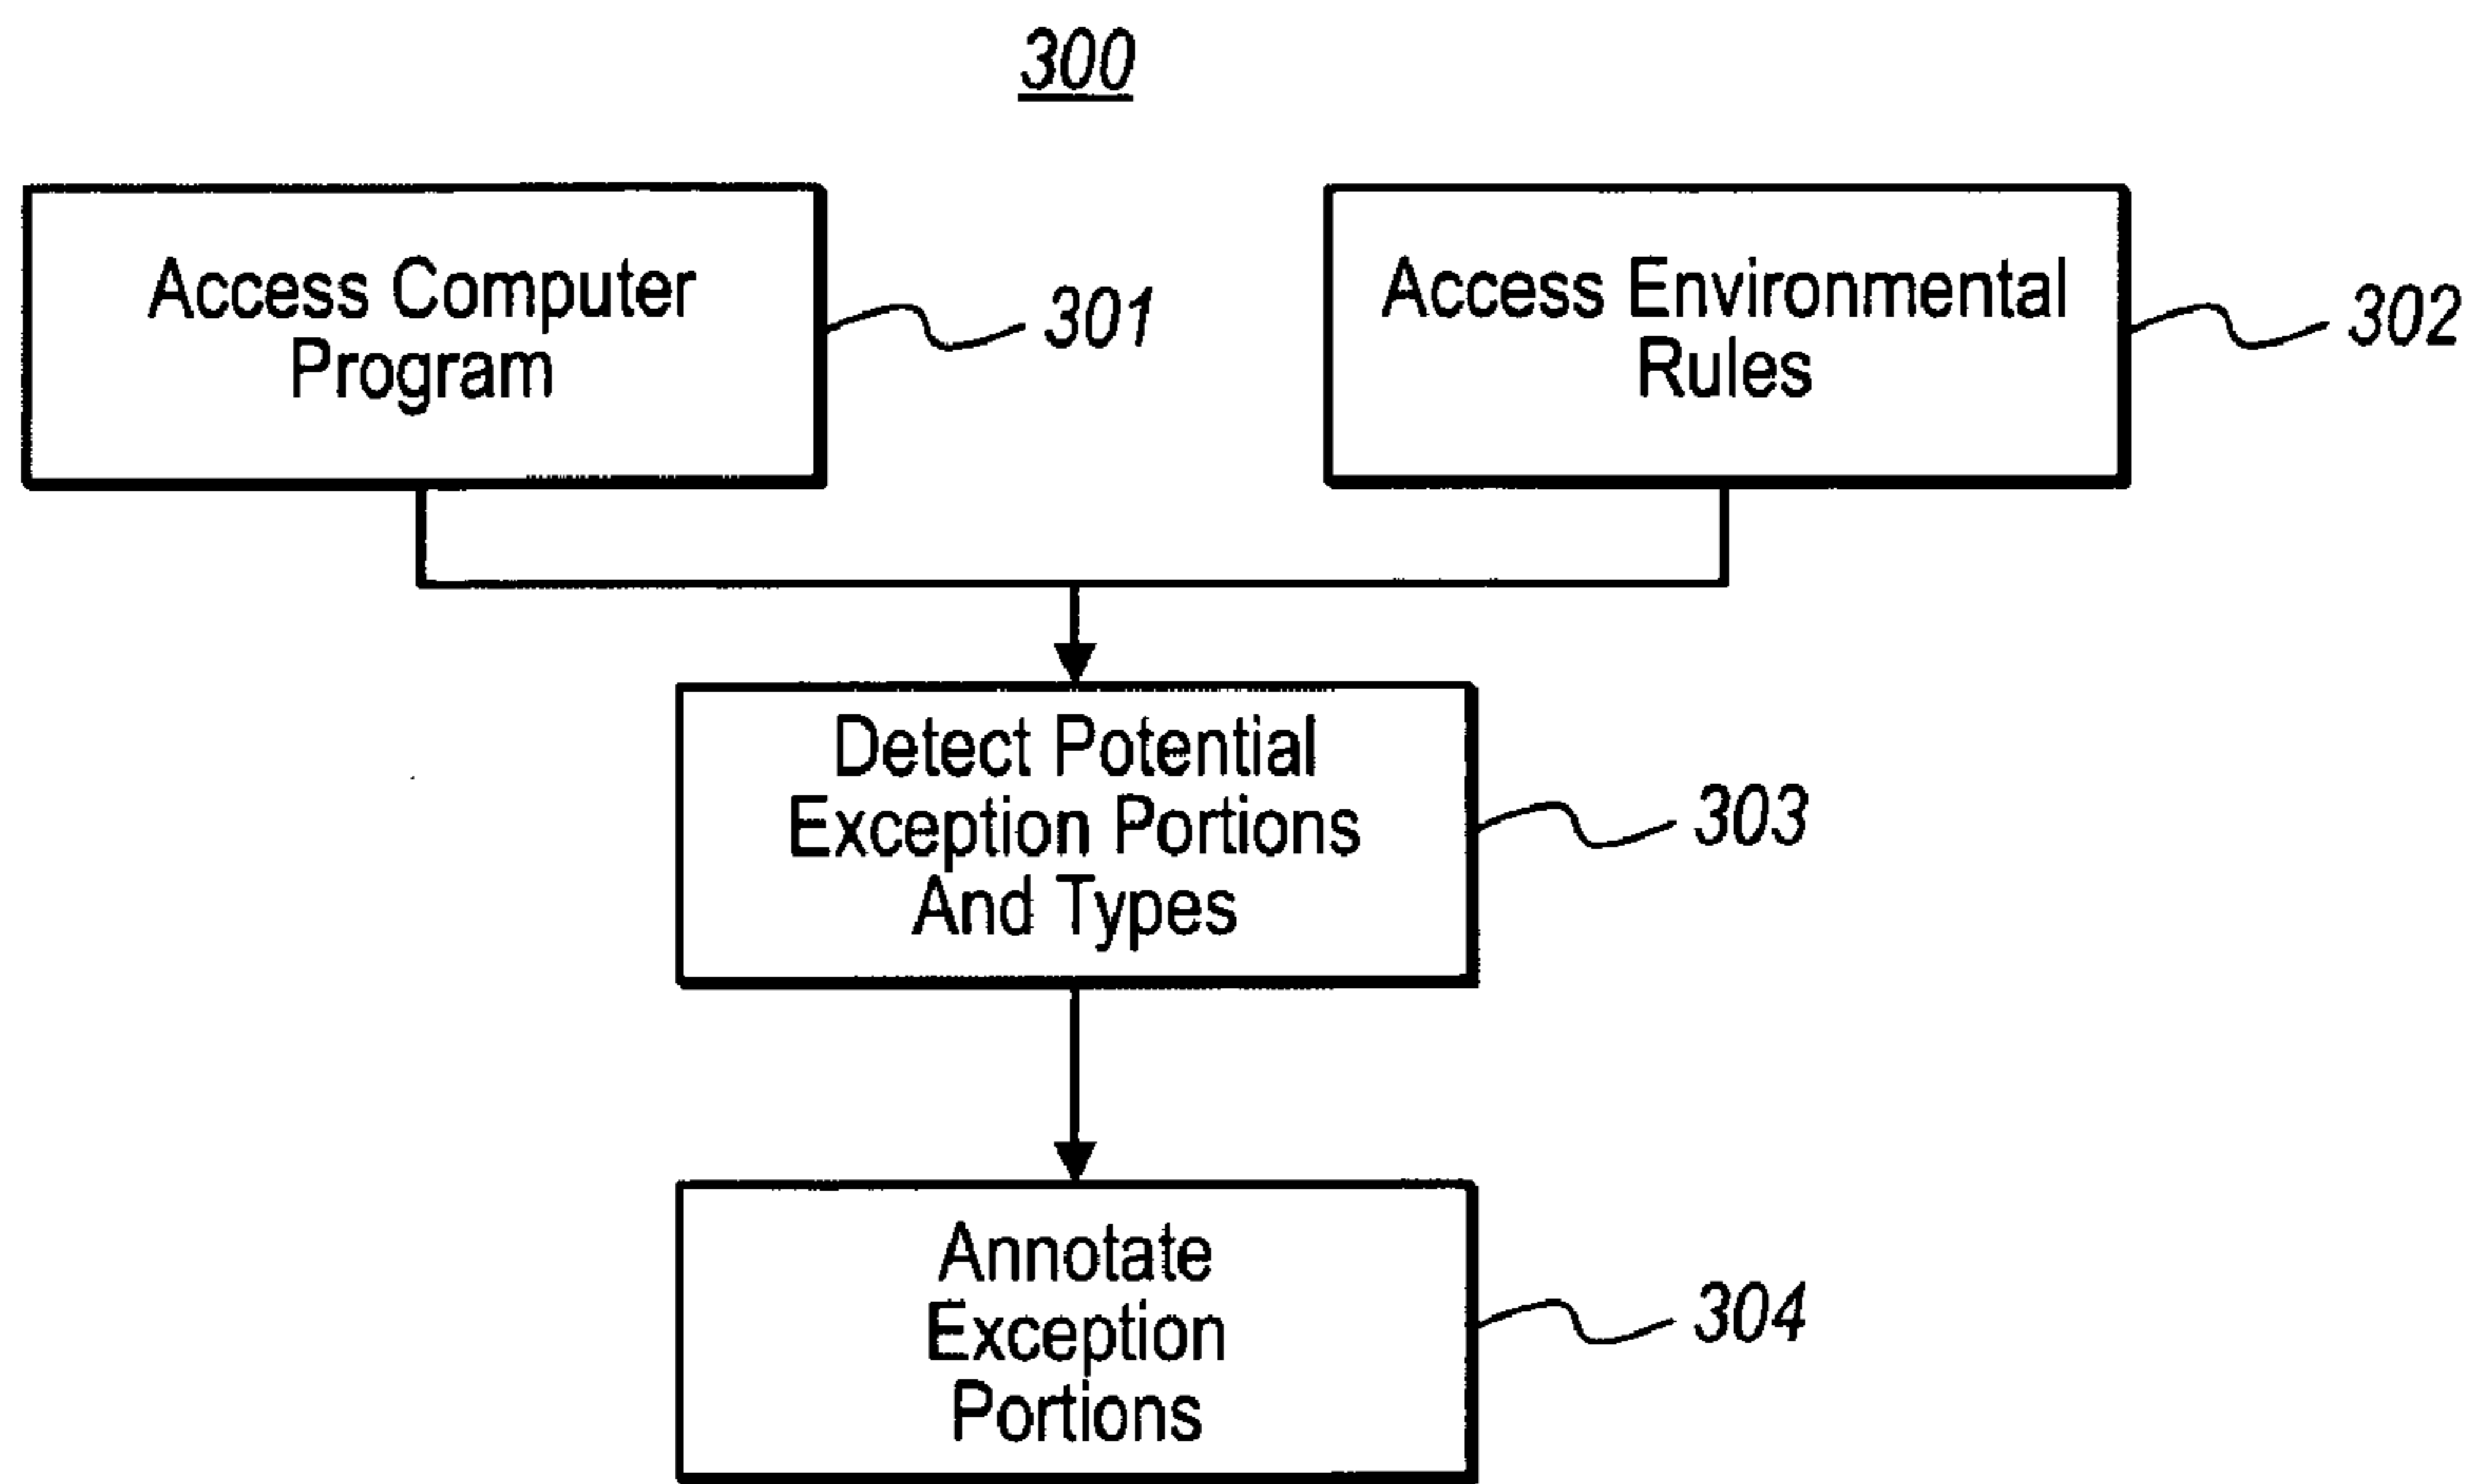 300
Access Computer
Program
301
Access Environmental
Rules
302
Detect Potential
Exception Portions
And Types
303
Annotate
Exception
Portions
304